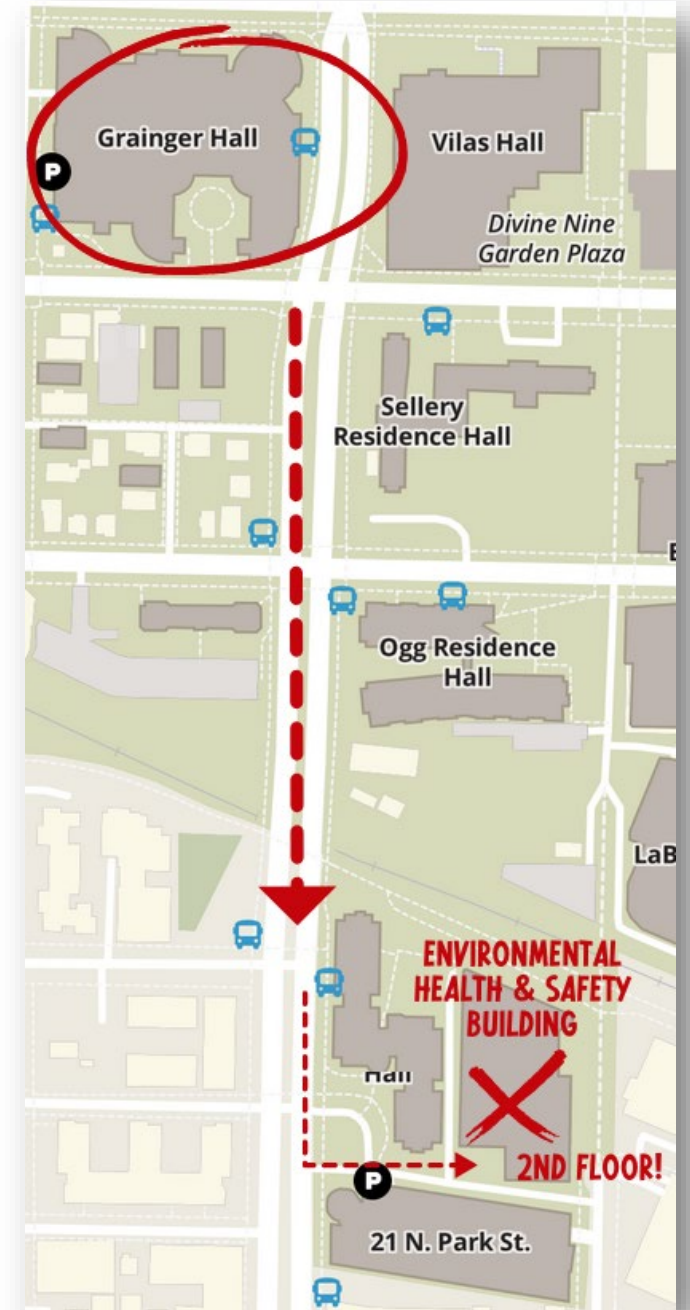 Grainger Hall
Vilas Hall
P
Divine Nine
Garden Plaza
Sellery
Residence Hall
Ogg Residence
Hall
LaB
ENVIRONMENTAL
HEALTH & SAFETY
BUILDING
Hall
2ND FLOOR!
P
21 N. Park St.